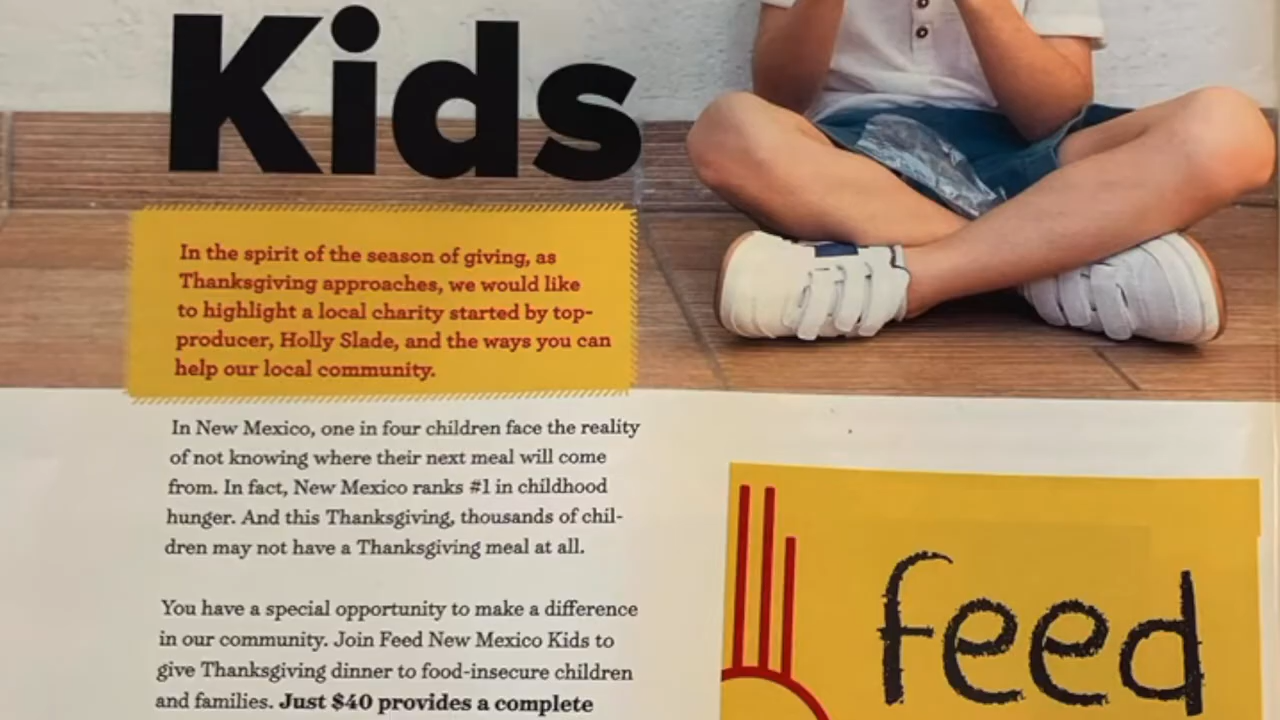 Kids
In the spirit of the season of giving, as
Thanksgiving approaches, we would like
to highlight a local charity started by top-
producer, Holly Slade, and the ways you can
help our local community.
In New Mexico, one in four children face the reality
of not knowing where their next meal will come
from. In fact, New Mexico ranks #1 in childhood
hunger. And this Thanksgiving, thousands of chil-
dren may not have a Thanksgiving meal at all.
You have a special opportunity to make a difference
in our community. Join Feed New Mexico Kids to
give Thanksgiving dinner to food-insecure children
and families. Just $40 provides a complete
feed